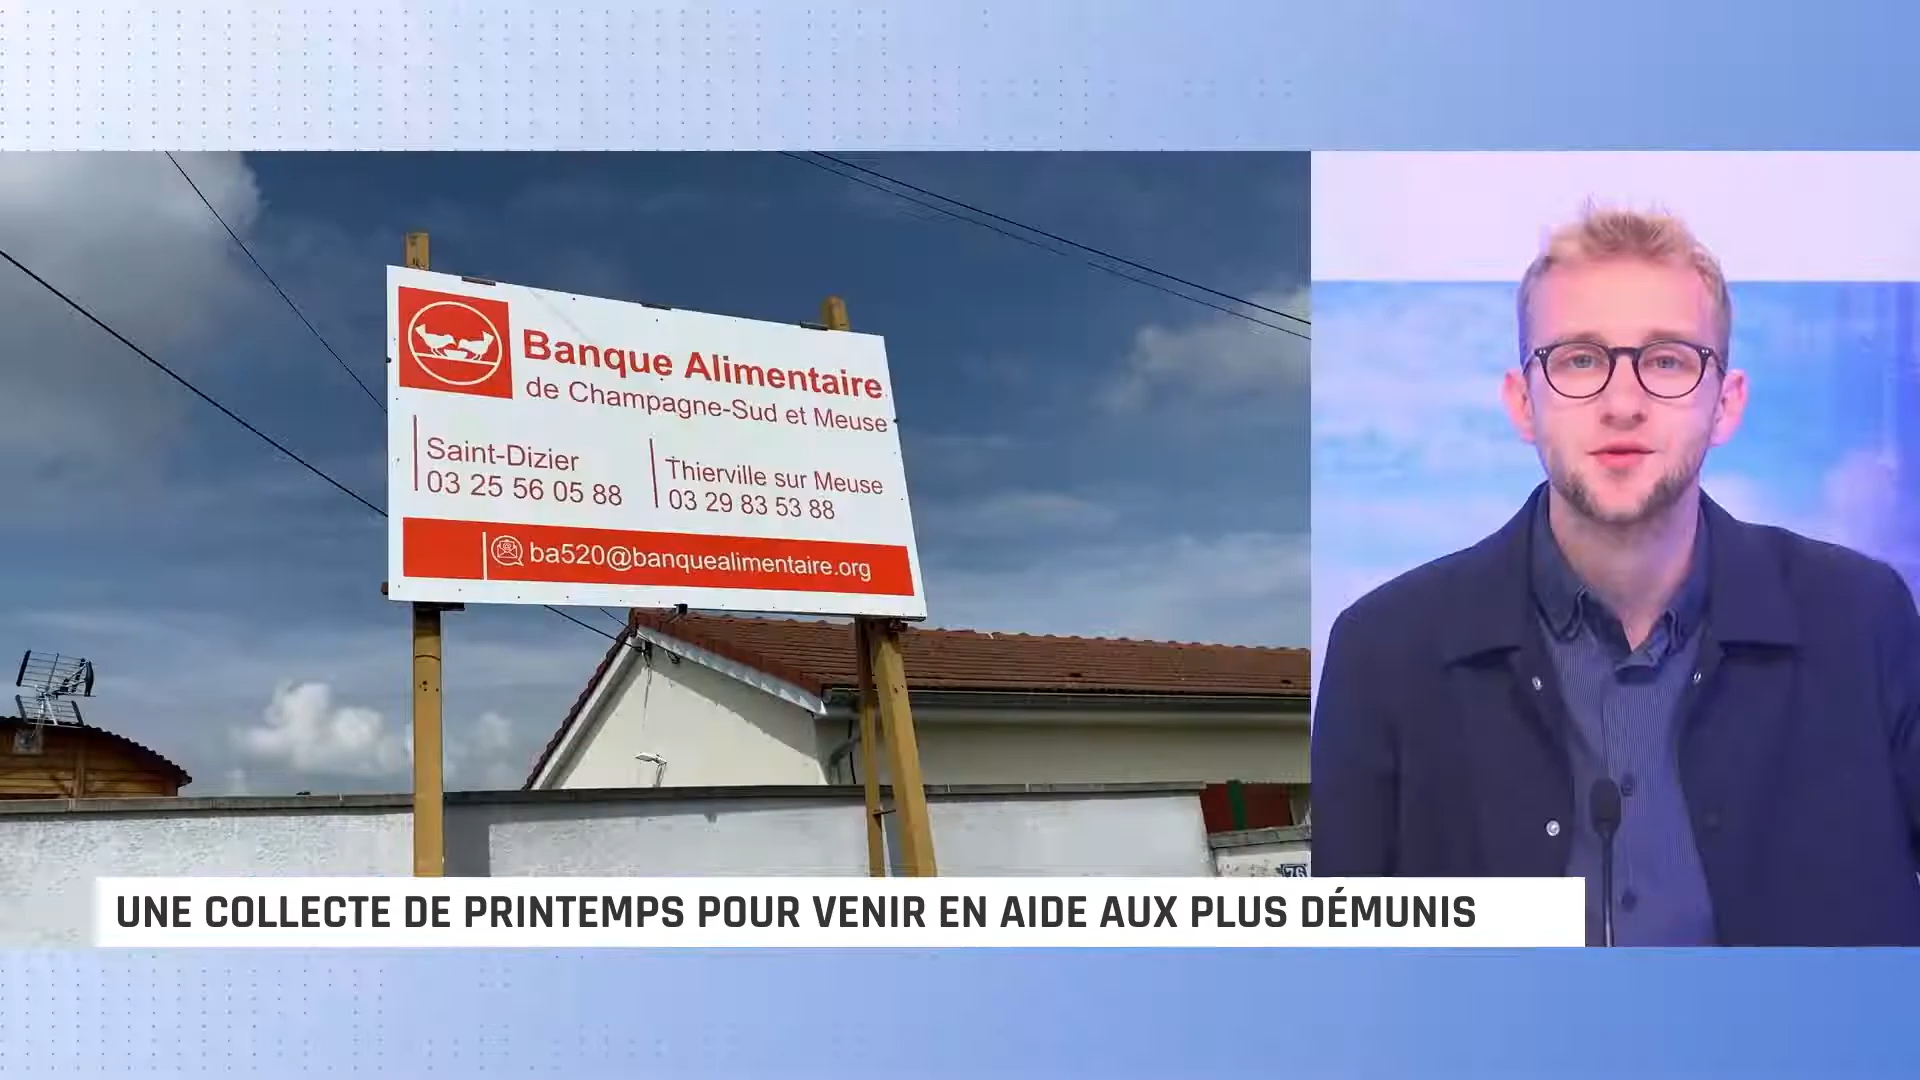 Banque Alimentaire
de Champagne-Sud et Meuse
Saint-Dizier
03 25 56 05 88
Thierville sur Meuse
03 29 83 53 88
ba520@banquealimentaire.org
76
UNE COLLECTE DE PRINTEMPS POUR VENIR EN AIDE AUX PLUS DÉMUNIS